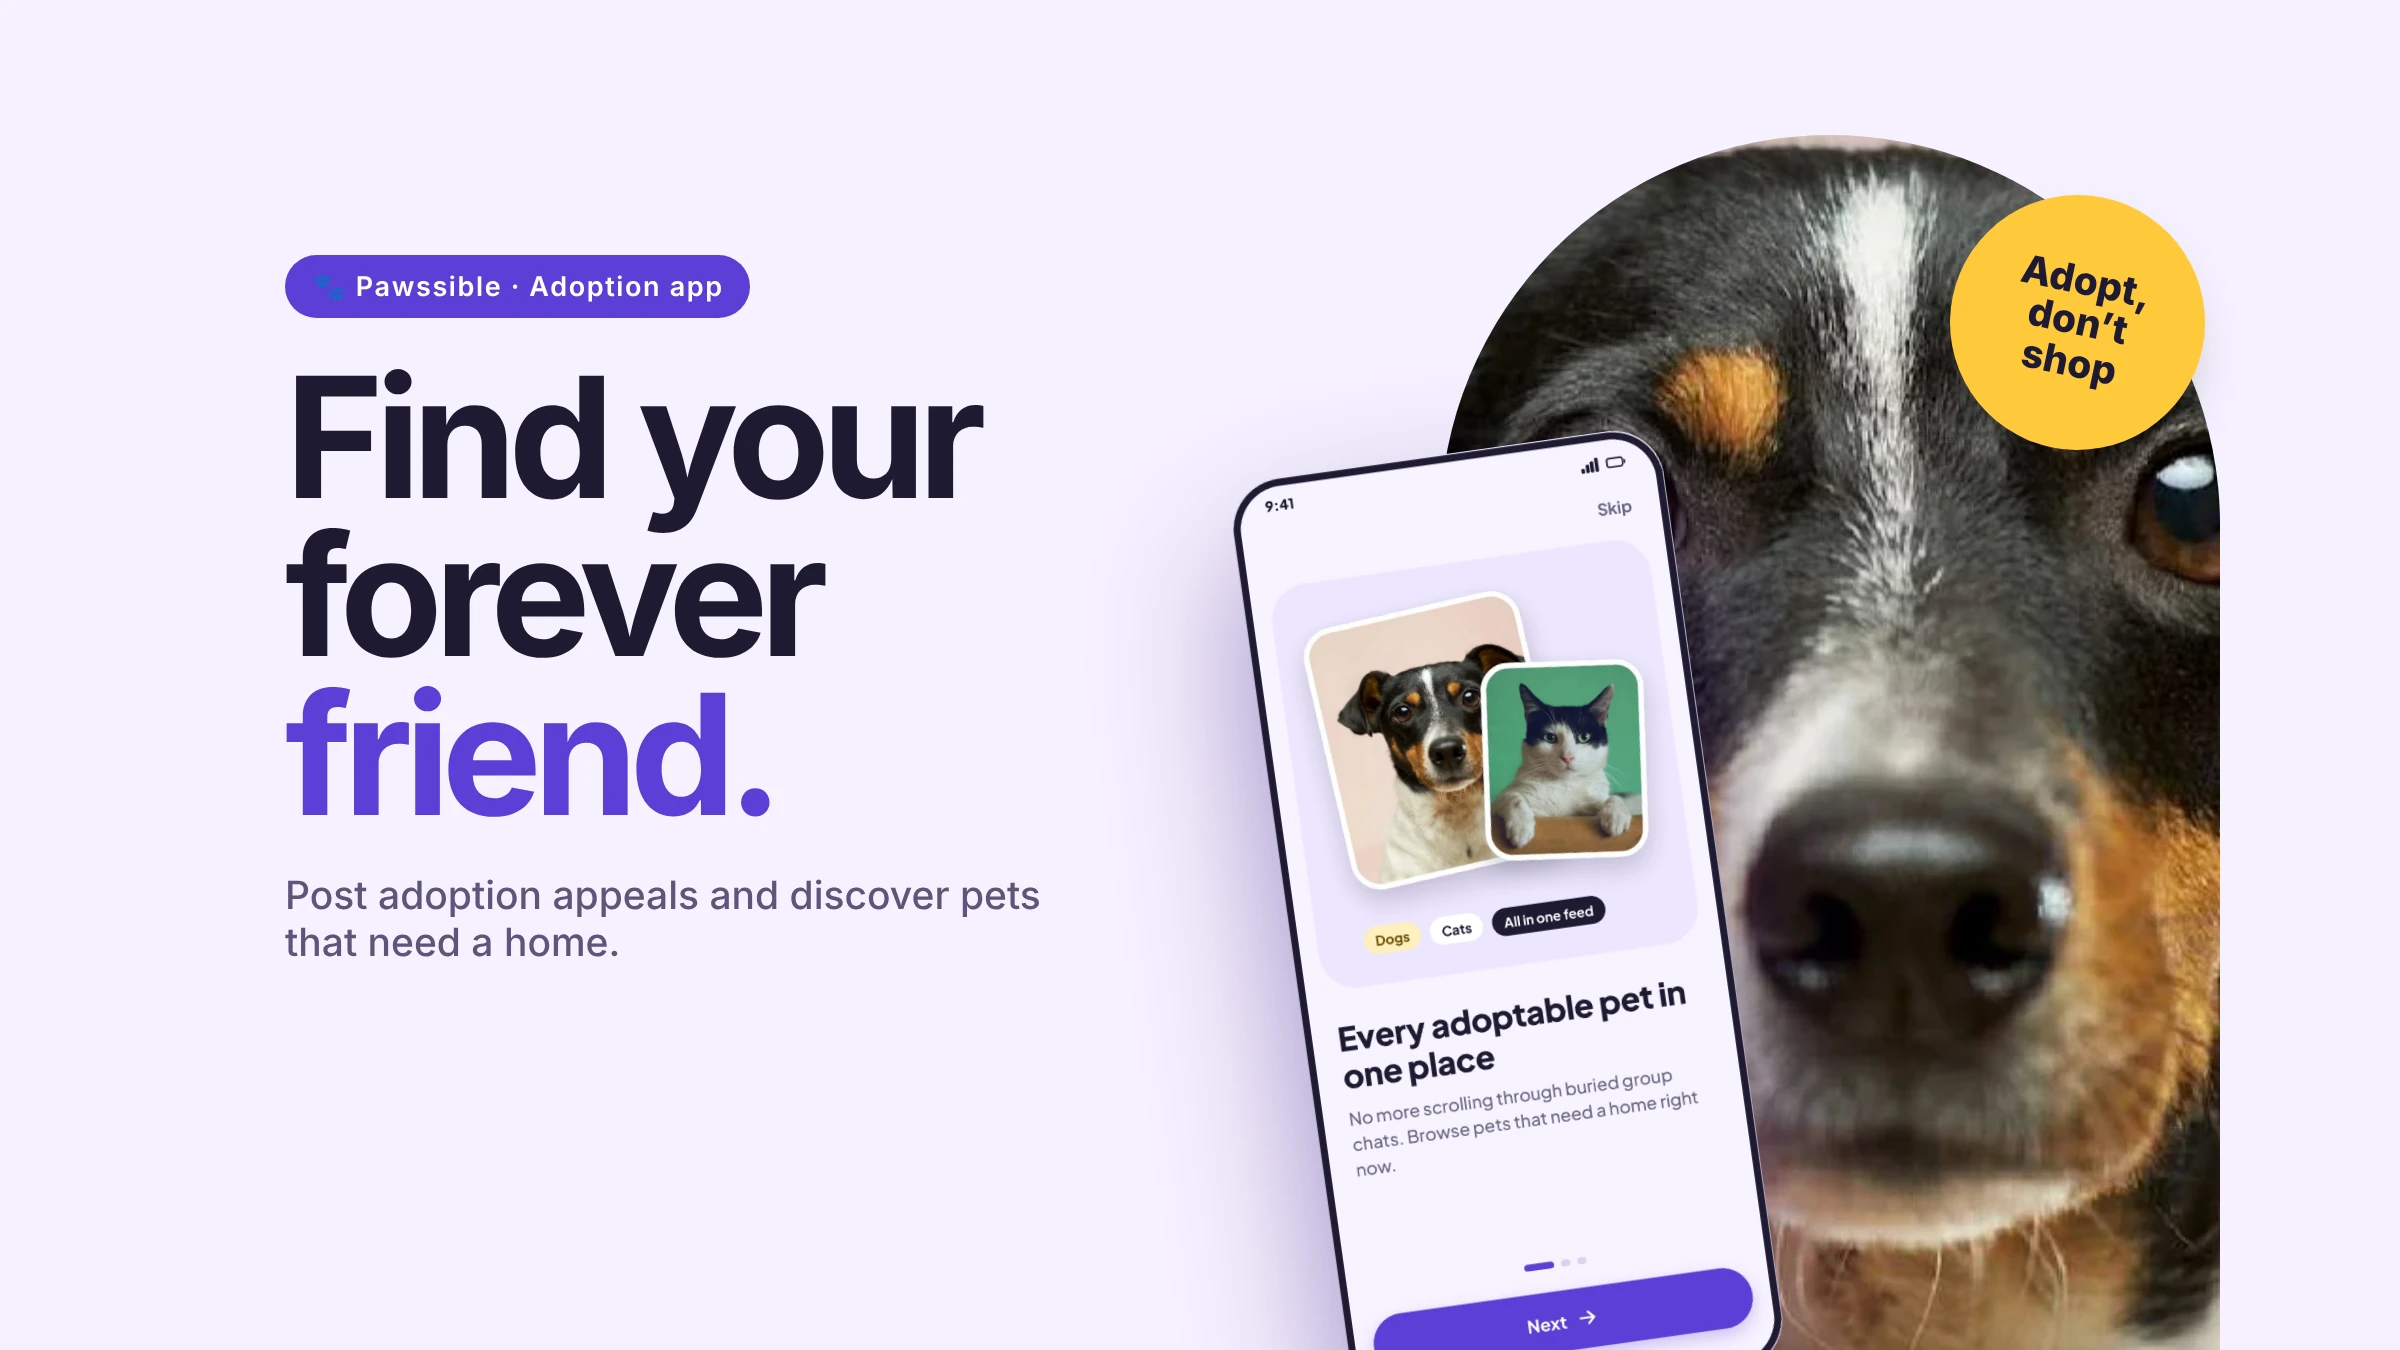 🐾 Pawssible · Adoption app
Find your
forever
friend.
Post adoption appeals and discover pets
that need a home.
Adopt,
don’t
shop
9:41
Skip
Dogs
Cats
All in one feed
Every adoptable pet in
one place
No more scrolling through buried group
chats. Browse pets that need a home right
now.
Next →